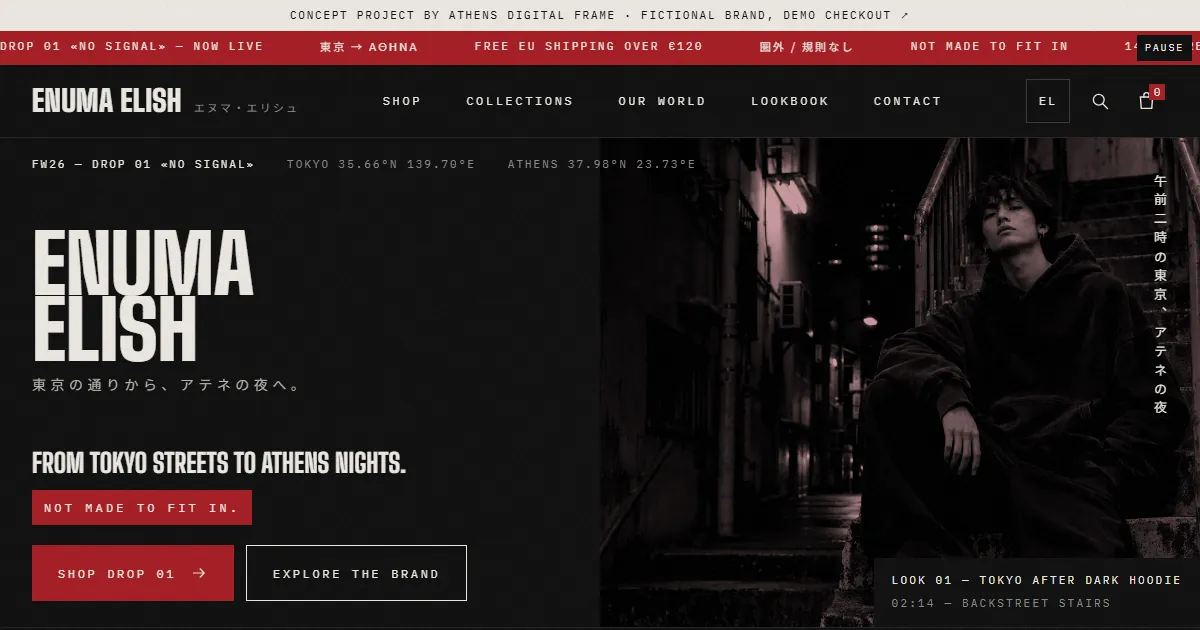 CONCEPT PROJECT BY ATHENS DIGITAL FRAME · FICTIONAL BRAND, DEMO CHECKOUT ↗
DROP 01 «NO SIGNAL» — NOW LIVE
東京 → ΑΘΗΝΑ
FREE EU SHIPPING OVER €120
圏外 / 規則なし
NOT MADE TO FIT IN
PAUSE
ENUMA ELISH
エヌマ・エリシュ
SHOP
COLLECTIONS
OUR WORLD
LOOKBOOK
CONTACT
EL
0
FW26 — DROP 01 «NO SIGNAL»
TOKYO 35.66°N 139.70°E
ATHENS 37.98°N 23.73°E
ENUMA
ELISH
東京の通りから、アテネの夜へ。
FROM TOKYO STREETS TO ATHENS NIGHTS.
NOT MADE TO FIT IN.
SHOP DROP 01 →
EXPLORE THE BRAND
午前二時の東京、アテネの夜
LOOK 01 — TOKYO AFTER DARK HOODIE
02:14 — BACKSTREET STAIRS